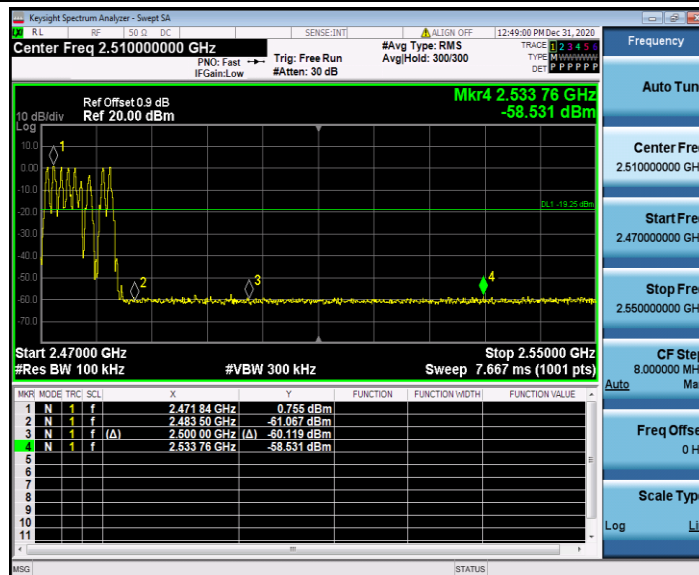 Keysight Spectrum Analyzer - Swept SA
RL RF 50 Ω DC SENSE:INT ALIGN OFF 12:49:00 PM Dec 31, 2020
Center Freq 2.510000000 GHz
PNO: Fast
IFGain:Low
Trig: Free Run
#Atten: 30 dB
#Avg Type: RMS
Avg|Hold: 300/300
TRACE 1 2 3 4 5 6
TYPE M W W W W W
DET P P P P P P
Ref Offset 0.9 dB
Ref 20.00 dBm
10 dB/div
Log
Mkr4 2.533 76 GHz
-58.531 dBm
10.0
0.00
-10.0
-20.0
-30.0
-40.0
-50.0
-60.0
-70.0
1
2
3
4
DL1 -19.25 dBm
Start 2.47000 GHz
Stop 2.55000 GHz
#Res BW 100 kHz
#VBW 300 kHz
Sweep 7.667 ms (1001 pts)
MKR MODE TRC SCL X Y FUNCTION FUNCTION WIDTH FUNCTION VALUE
1 N 1 f 2.471 84 GHz 0.755 dBm
2 N 1 f 2.483 50 GHz -61.067 dBm
3 N 1 f (Δ) 2.500 00 GHz (Δ) -60.119 dBm
4 N 1 f 2.533 76 GHz -58.531 dBm
5
6
7
8
9
10
11
MSG
STATUS
Frequency
Auto Tun
Center Fre
2.510000000 GH
Start Fre
2.470000000 GH
Stop Fre
2.550000000 GH
CF Step
8.000000 MH
Auto Ma
Freq Offse
0 H
Scale Type
Log Li